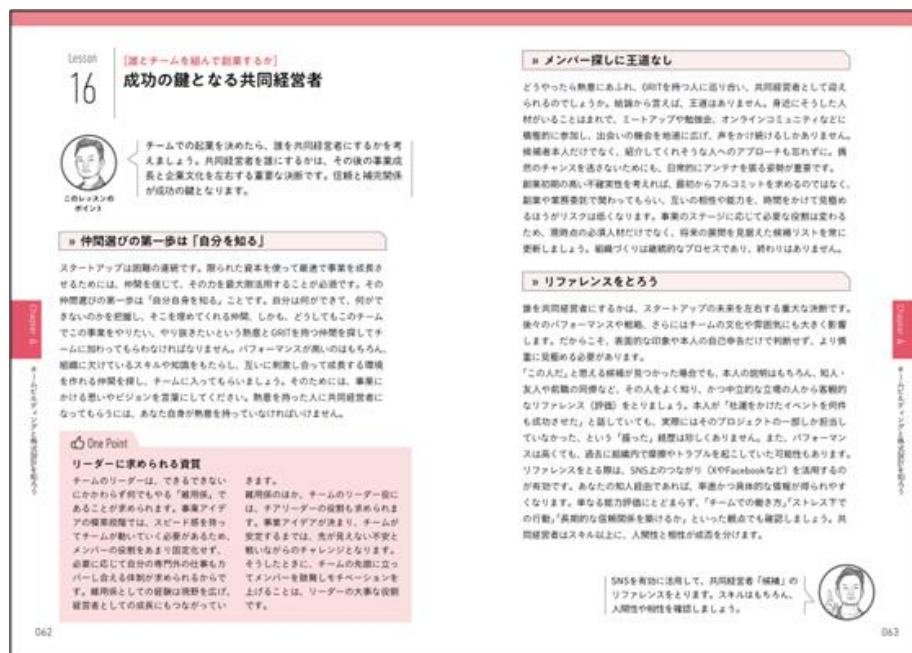 Lesson
16
[誰とチームを組んで創業するか]
成功の鍵となる共同経営者
チームでの起業を決めたら、誰を共同経営者にするかを考
えましょう。共同経営者を誰にするかは、その後の事業成
長と企業文化を左右する重要な決断です。信頼と補完関係
が成功の鍵となります。
このレッスンの
ポイント
» 仲間選びの第一歩は「自分を知る」
スタートアップは困難の連続です。限られた資本を使って最速で事業を成長さ
せるためには、仲間を信じて、その力を最大限活用することが必須です。その
仲間選びの第一歩は「自分自身を知る」ことです。自分は何ができて、何がで
きないのかを把握し、そこを埋めてくれる仲間、しかも、どうしてもこのチーム
でこの事業をやりたい、やり抜きたいという熱意とGRITを持つ仲間を探してチ
ームに加わってもらわなければなりません。パフォーマンスが高いのはもちろん、
組織に欠けているスキルや知識をもたらし、互いに刺激し合って成長する環境
を作れる仲間を探し、チームに入ってもらいましょう。そのためには、事業に
かける思いやビジョンを言葉にしてください。熱意を持った人に共同経営者に
なってもらうには、あなた自身が熱意を持っていなければいけません。
One Point
リーダーに求められる資質
チームのリーダーは、できるできない
にかかわらず何でもやる「雑用係」で
あることが求められます。事業アイデ
アの模索段階では、スピード感を持っ
てチームが動いていく必要があるため、
メンバーの役割をあまり固定化せず、
必要に応じて自分の専門外の仕事もカ
バーし合える体制が求められるからで
す。雑用係としての経験は視野を広げ、
経営者としての成長にもつながってい
きます。
雑用係のほか、チームのリーダー役に
は、チアリーダーの役割も求められま
す。事業アイデアが決まり、チームが
安定するまでは、先が見えない不安と
戦いながらのチャレンジとなります。
そうしたときに、チームの先頭に立っ
てメンバーを鼓舞しモチベーションを
上げることは、リーダーの大事な役割
です。
Chapter 4
チームビルディングと株式設計を知ろう
062
» メンバー探しに王道なし
どうやったら熱意にあふれ、GRITを持つ人に巡り合い、共同経営者として迎え
られるのでしょうか。結論から言えば、王道はありません。身近にそうした人
材がいることはまれで、ミートアップや勉強会、オンラインコミュニティなどに
積極的に参加し、出会いの機会を地道に広げ、声をかけ続けるしかありません。
候補者本人だけでなく、紹介してくれそうな人へのアプローチも忘れずに。偶
然のチャンスを逃さないためにも、日常的にアンテナを張る姿勢が重要です。
創業初期の高い不確実性を考えれば、最初からフルコミットを求めるのではなく、
副業や業務委託で関わってもらい、互いの相性や能力を、時間をかけて見極め
るほうがリスクは低くなります。事業のステージに応じて必要な役割は変わる
ため、現時点の必須人材だけでなく、将来の展開を見据えた候補リストを常に
更新しましょう。組織づくりは継続的なプロセスであり、終わりはありません。
» リファレンスをとろう
誰を共同経営者にするかは、スタートアップの未来を左右する重大な決断です。
後々のパフォーマンスや戦略、さらにはチームの文化や雰囲気にも大きく影響
します。だからこそ、表面的な印象や本人の自己申告だけで判断せず、より慎
重に見極める必要があります。
「この人だ」と思える候補が見つかった場合でも、本人の説明はもちろん、知人・
友人や前職の同僚など、その人をよく知り、かつ中立的な立場の人から客観的
なリファレンス（評価）をとりましょう。本人が「社運をかけたイベントを何件
も成功させた」と話していても、実際にはそのプロジェクトの一部しか担当し
ていなかった、という「盛った」経歴は珍しくありません。また、パフォーマン
スは高くても、過去に組織内で摩擦やトラブルを起こしていた可能性もあります。
リファレンスをとる際は、SNS上のつながり（XやFacebookなど）を活用するの
が有効です。あなたの知人経由であれば、率直かつ具体的な情報が得られやす
くなります。単なる能力評価にとどまらず、「チームでの働き方」「ストレス下で
の行動」「長期的な信頼関係を築けるか」といった観点でも確認しましょう。共
同経営者はスキル以上に、人間性と相性が成否を分けます。
SNSを有効に活用して、共同経営者「候補」の
リファレンスをとります。スキルはもちろん、
人間性や相性を確認しましょう。
Chapter 4
チームビルディングと株式設計を知ろう
063